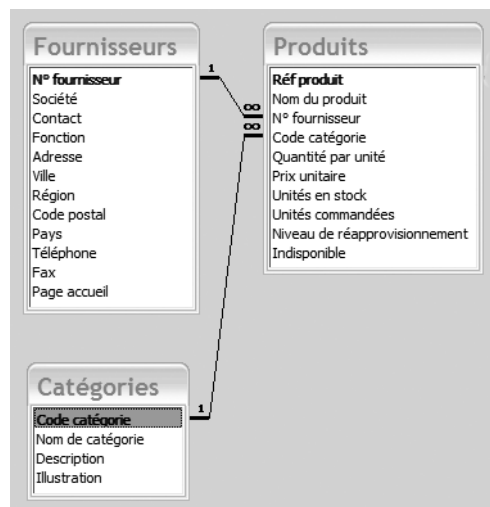 Fournisseurs
N° fournisseur
Société
Contact
Fonction
Adresse
Ville
Région
Code postal
Pays
Téléphone
Fax
Page accueil
1
∞
∞
Produits
Réf produit
Nom du produit
N° fournisseur
Code catégorie
Quantité par unité
Prix unitaire
Unités en stock
Unités commandées
Niveau de réapprovisionnement
Indisponible
Catégories
Code catégorie
Nom de catégorie
Description
Illustration
1